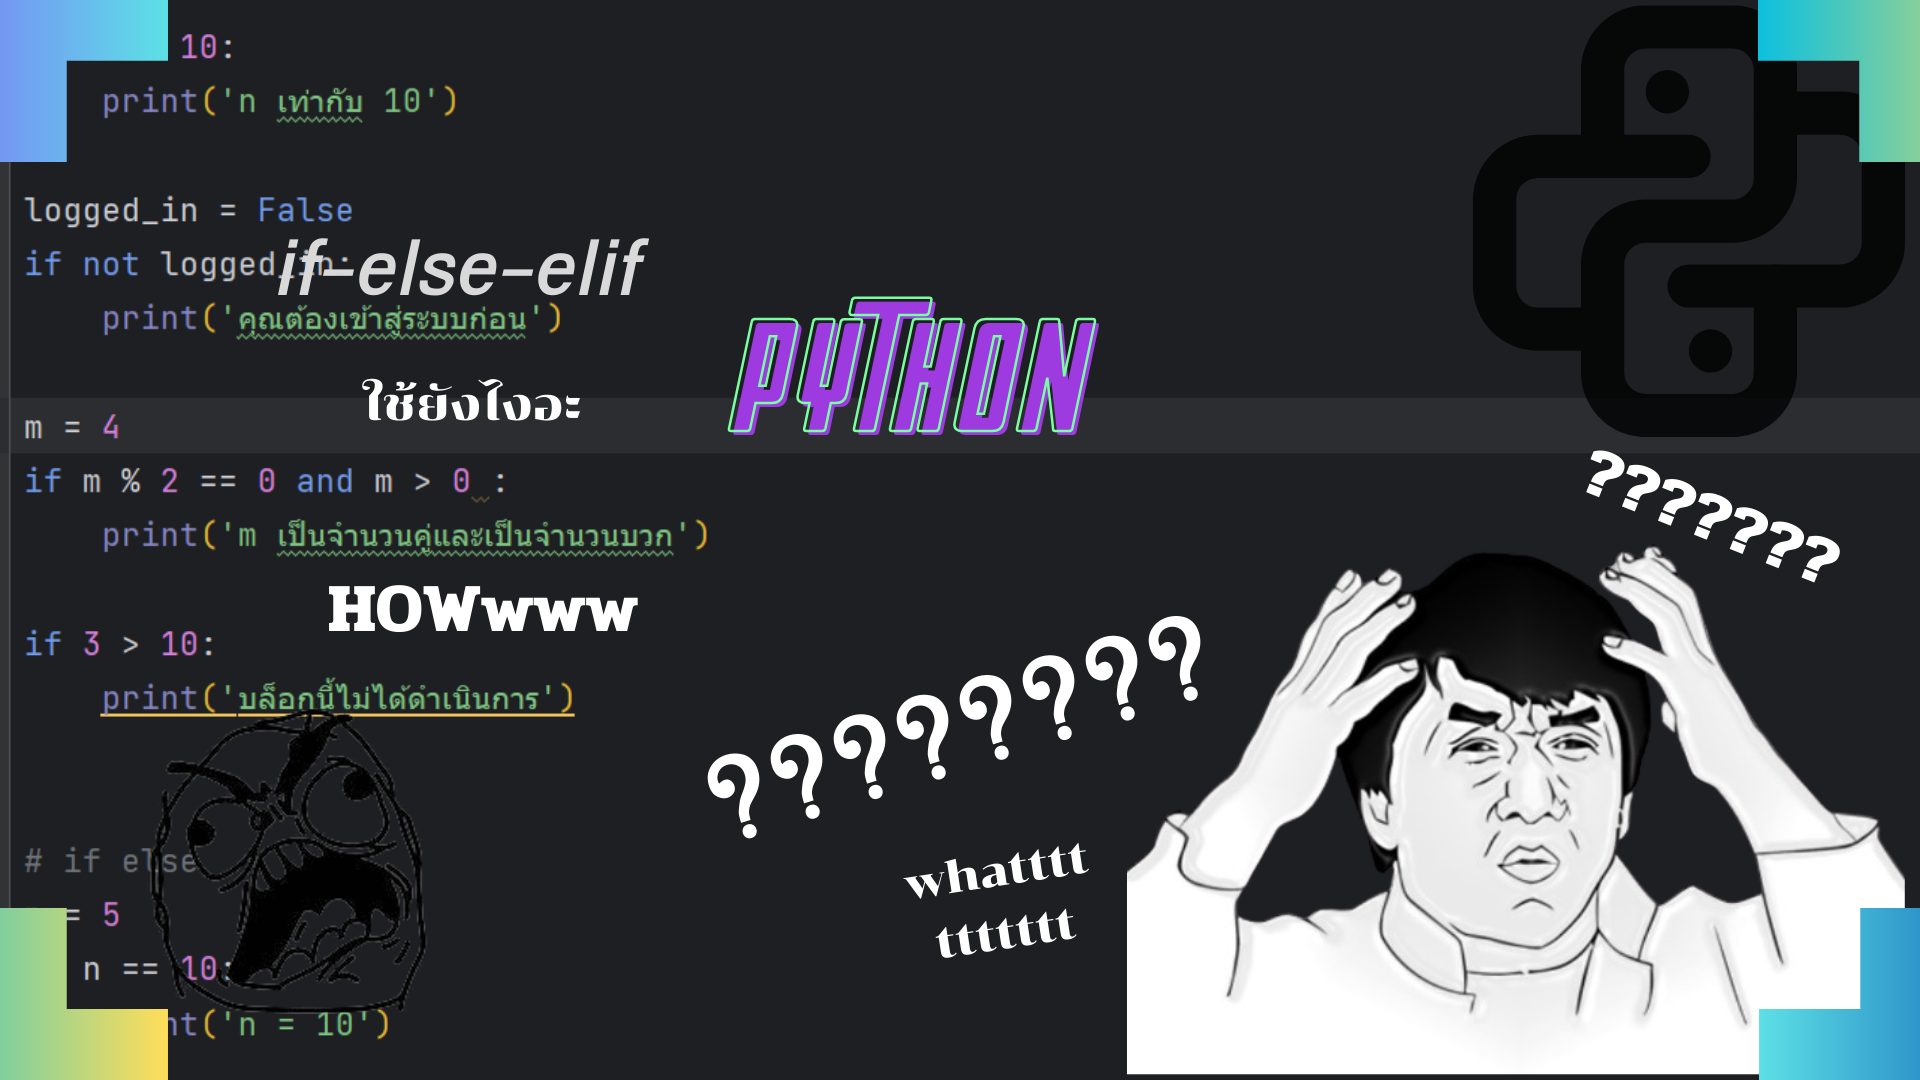 10:
print('n เท่ากับ 10')
logged_in = False
if not logged_in:
print('คุณต้องเข้าสู่ระบบก่อน')
m = 4
if m % 2 == 0 and m > 0 :
print('m เป็นจำนวนคู่และเป็นจำนวนบวก')
if 3 > 10:
print('บล็อกนี้ไม่ได้ดำเนินการ')
# if else
= 5
n == 10:
nt('n = 10')
if-else-elif
ใช้ยังไงอะ
HOWwww
PYTHON
???????
????????
whatttt
ttttttt